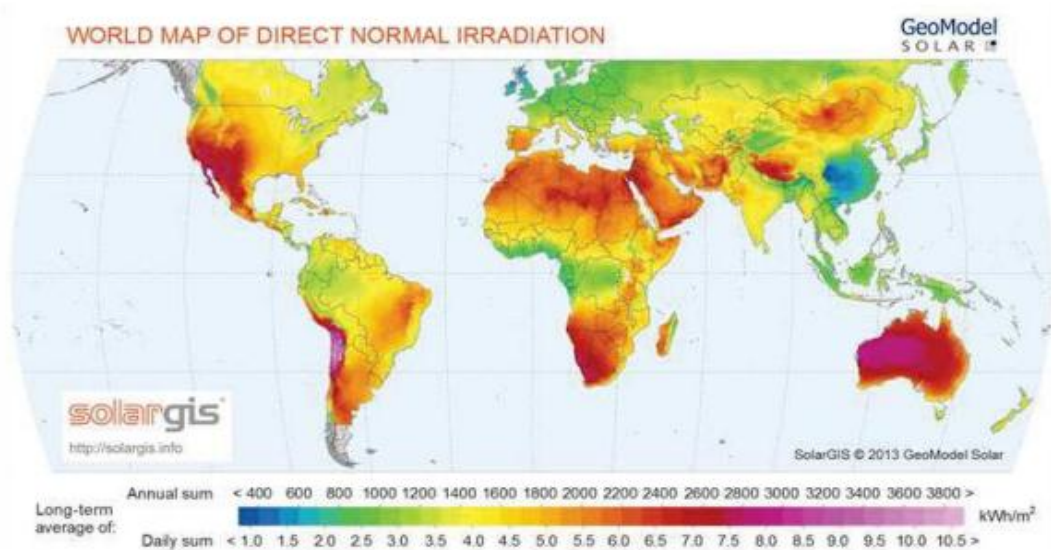 WORLD MAP OF DIRECT NORMAL IRRADIATION
GeoModel
SOLAR
solargis
http://solargis.info
SolarGIS © 2013 GeoModel Solar
Annual sum < 400 600 800 1000 1200 1400 1600 1800 2000 2200 2400 2600 2800 3000 3200 3400 3600 3800 >
Long-term
average of:
kWh/m²
Daily sum < 1.0 1.5 2.0 2.5 3.0 3.5 4.0 4.5 5.0 5.5 6.0 6.5 7.0 7.5 8.0 8.5 9.0 9.5 10.0 10.5 >